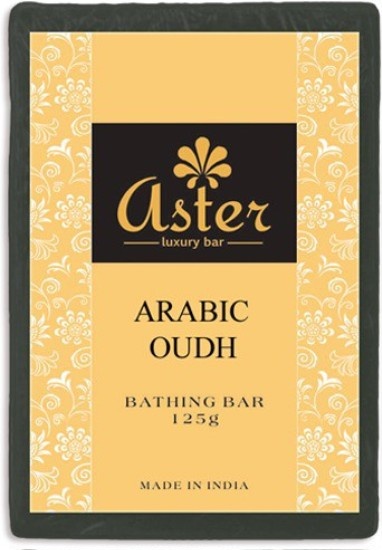 aster
luxury bar
ARABIC
OUDH
BATHING BAR
125g
MADE IN INDIA